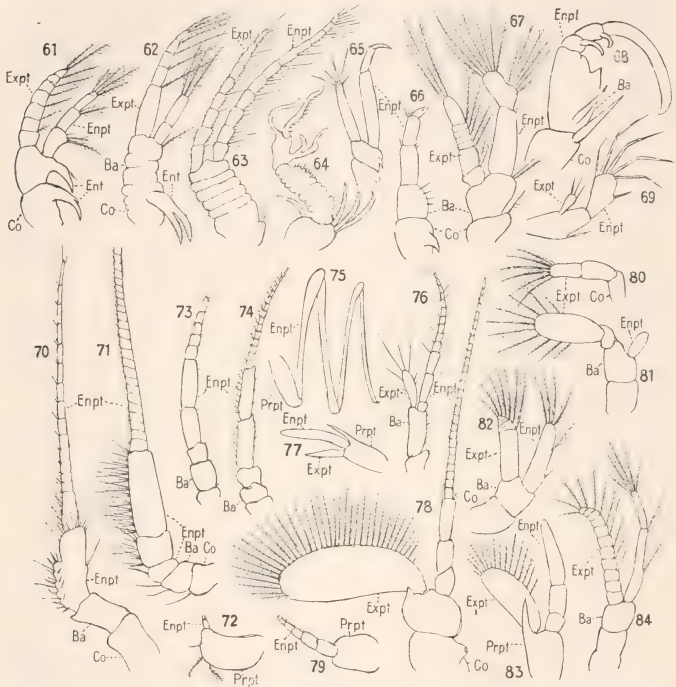 61
62
Expt
Enpt
65
67
Enpt
68
Expt
Expt
Enpt
66
Ba
Enpt
Ba
Expt
Enpt
63
64
Ent
Ent
Co
Co
Ba
Co
Co
Expt
69
Enpt
70
71
73
74
75
76
80
Co
Expt
Enpt
Enpt
Enpt
Prpt
Enpt
Expt
Enpt
Ba
Enpt
Ba
81
Enpt
Prpt
77
Expt
Ba
Ba
78
82
Enpt
Expt
Ba
Co
Enpt
Enpt
Ba
Co
Enpt
Expt
Expt
Ba
Co
Enpt
72
Prpt
Enpt
79
Prpt
Expt
Co
Prpt
83
Ba
84